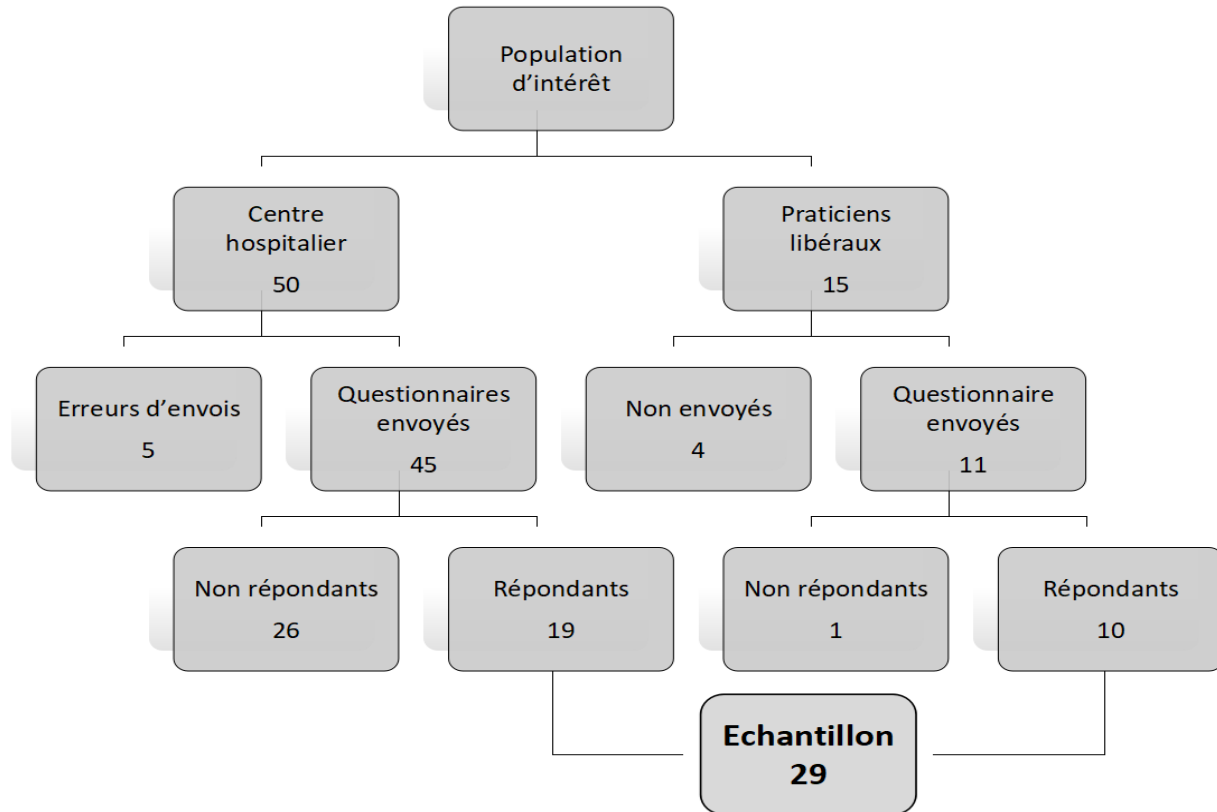 Population
d’intérêt
Centre
hospitalier
50
Praticiens
libéraux
15
Erreurs d’envois
5
Questionnaires
envoyés
45
Non envoyés
4
Questionnaire
envoyés
11
Non répondants
26
Répondants
19
Non répondants
1
Répondants
10
Echantillon
29